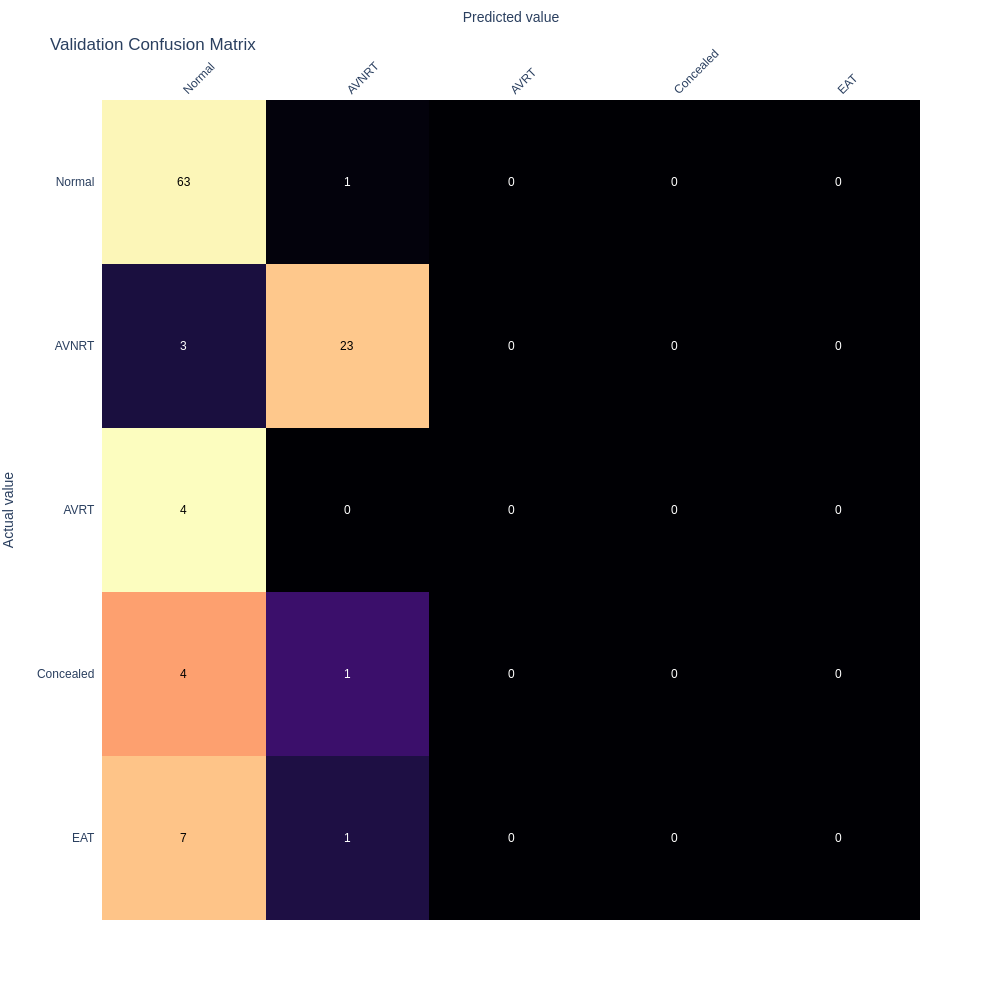 Predicted value
Validation Confusion Matrix
Normal AVNRT AVRT Concealed EAT
Normal 63 1 0 0 0
AVNRT 3 23 0 0 0
AVRT 4 0 0 0 0
Concealed 4 1 0 0 0
EAT 7 1 0 0 0
Actual value